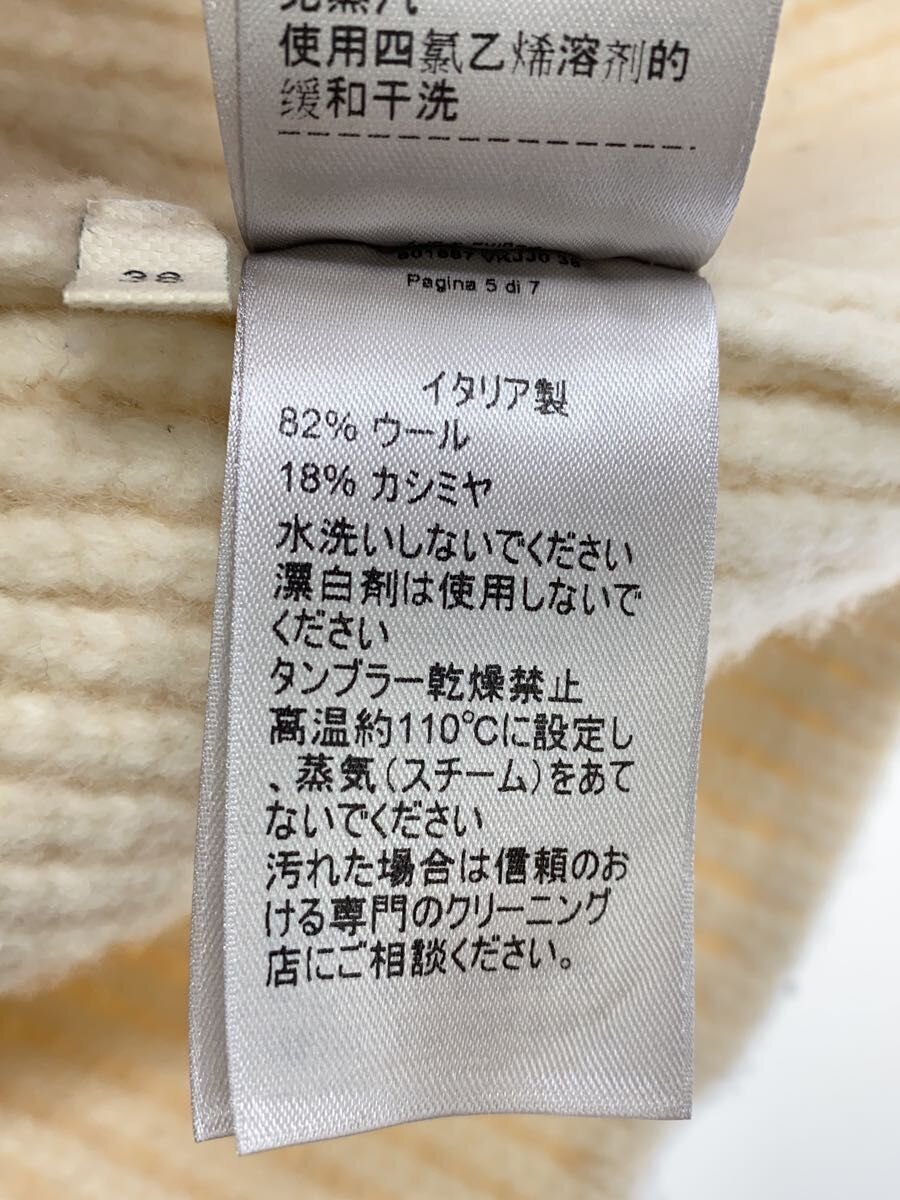 使用四氯乙烯溶剂的
缓和干洗
38
Pagina 5 di 7
イタリア製
82% ウール
18% カシミヤ
水洗いしないでください
漂白剤は使用しないで
ください
タンブラー乾燥禁止
高温約110℃に設定し
、蒸気(スチーム)をあて
ないでください
汚れた場合は信頼のお
ける専門のクリーニング
店にご相談ください。